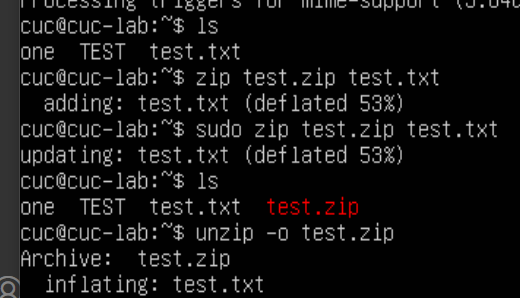 Processing triggers for mime-support
cuc@cuc-lab:~$ ls
one  TEST  test.txt
cuc@cuc-lab:~$ zip test.zip test.txt
  adding: test.txt (deflated 53%)
cuc@cuc-lab:~$ sudo zip test.zip test.txt
updating: test.txt (deflated 53%)
cuc@cuc-lab:~$ ls
one  TEST  test.txt  test.zip
cuc@cuc-lab:~$ unzip -o test.zip
Archive:  test.zip
  inflating: test.txt